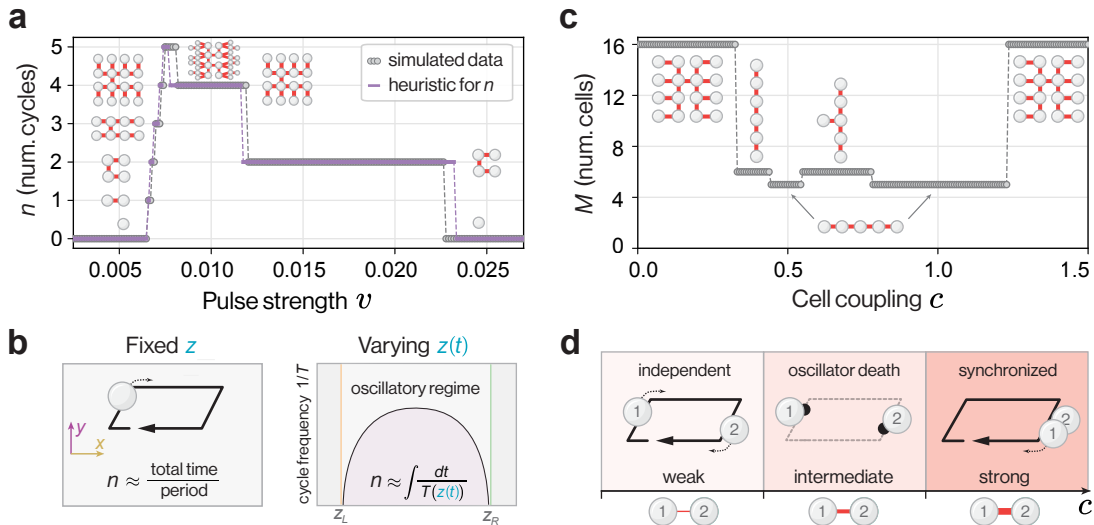 a
5
4
3
2
1
0
n (num. cycles)
simulated data
heuristic for n
0.005
0.010
0.015
0.020
0.025
Pulse strength v
c
16
12
8
4
0
M (num. cells)
0.0
0.5
1.0
1.5
Cell coupling c
b
Fixed z
y
x
n ≈ total time
period
Varying z(t)
cycle frequency 1/T
oscillatory regime
n ≈ ∫ dt
T(z(t))
z_L
z_R
d
independent
oscillator death
synchronized
1
2
1
2
2
1
weak
intermediate
strong
1
2
1
2
1
2
c